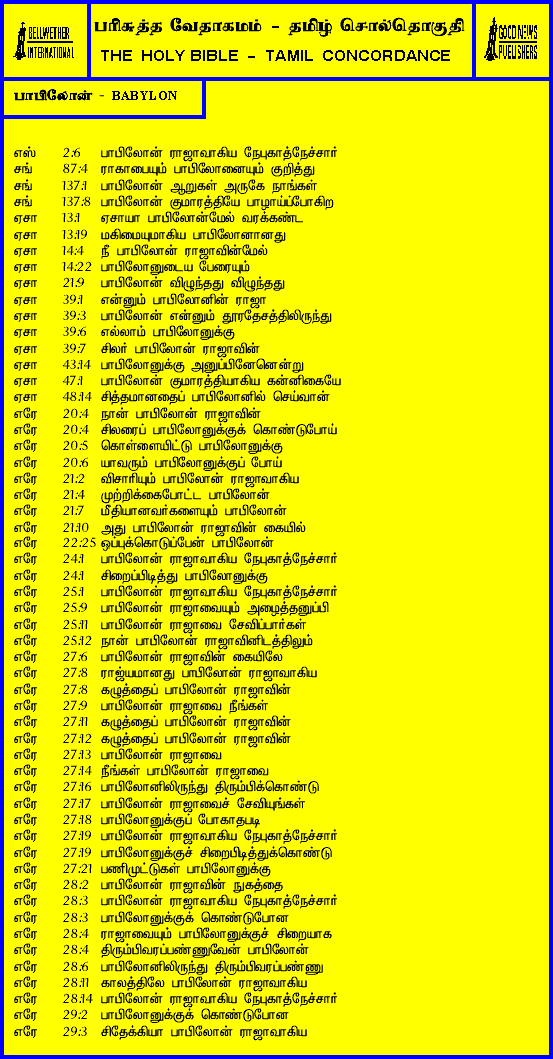 BELLWETHER
INTERNATIONAL
பரிசுத்த வேதாகமம் - தமிழ் சொல்தொகுதி
THE HOLY BIBLE - TAMIL CONCORDANCE
GOOD NEWS
PUBLISHERS
பாபிலோன் - BABYLON
எஸ் 2:6 பாபிலோன் ராஜாவாகிய நேபுகாத்நேச்சார்
சங் 87:4 ராகாபையும் பாபிலோனையும் குறித்து
சங் 137:1 பாபிலோன் ஆறுகள் அருகே நாங்கள்
சங் 137:8 பாபிலோன் குமாரத்தியே பாழாய்ப்போகிற
ஏசா 13:1 ஏசாயா பாபிலோன்மேல் வரக்கண்ட
ஏசா 13:19 மகிமையுமாகிய பாபிலோனானது
ஏசா 14:4 நீ பாபிலோன் ராஜாவின்மேல்
ஏசா 14:22 பாபிலோனுடைய பேரையும்
ஏசா 21:9 பாபிலோன் விழுந்தது விழுந்தது
ஏசா 39:1 என்னும் பாபிலோனின் ராஜா
ஏசா 39:3 பாபிலோன் என்னும் தூரதேசத்திலிருந்து
ஏசா 39:6 எல்லாம் பாபிலோனுக்கு
ஏசா 39:7 சிலர் பாபிலோன் ராஜாவின்
ஏசா 43:14 பாபிலோனுக்கு அனுப்பினேனென்று
ஏசா 47:1 பாபிலோன் குமாரத்தியாகிய கன்னிகையே
ஏசா 48:14 சித்தமானதைப் பாபிலோனில் செய்வான்
எரே 20:4 நான் பாபிலோன் ராஜாவின்
எரே 20:4 சிலரைப் பாபிலோனுக்குக் கொண்டுபோய்
எரே 20:5 கொள்ளையிட்டு பாபிலோனுக்கு
எரே 20:6 யாவரும் பாபிலோனுக்குப் போய்
எரே 21:2 விசாரியும் பாபிலோன் ராஜாவாகிய
எரே 21:4 முற்றிக்கைபோட்ட பாபிலோன்
எரே 21:7 மீதியானவர்களையும் பாபிலோன்
எரே 21:10 அது பாபிலோன் ராஜாவின் கையில்
எரே 22:25 ஒப்புக்கொடுப்பேன் பாபிலோன்
எரே 24:1 பாபிலோன் ராஜாவாகிய நேபுகாத்நேச்சார்
எரே 24:1 சிறைப்பிடித்து பாபிலோனுக்கு
எரே 25:1 பாபிலோன் ராஜாவாகிய நேபுகாத்நேச்சார்
எரே 25:9 பாபிலோன் ராஜாவையும் அழைத்தனுப்பி
எரே 25:11 பாபிலோன் ராஜாவை சேவிப்பார்கள்
எரே 25:12 நான் பாபிலோன் ராஜாவினிடத்திலும்
எரே 27:6 பாபிலோன் ராஜாவின் கையிலே
எரே 27:8 ராஜ்யமானது பாபிலோன் ராஜாவாகிய
எரே 27:8 கழுத்தைப் பாபிலோன் ராஜாவின்
எரே 27:9 பாபிலோன் ராஜாவை நீங்கள்
எரே 27:11 கழுத்தைப் பாபிலோன் ராஜாவின்
எரே 27:12 கழுத்தைப் பாபிலோன் ராஜாவின்
எரே 27:13 பாபிலோன் ராஜாவை
எரே 27:14 நீங்கள் பாபிலோன் ராஜாவை
எரே 27:16 பாபிலோனிலிருந்து திரும்பிக்கொண்டு
எரே 27:17 பாபிலோன் ராஜாவைச் சேவியுங்கள்
எரே 27:18 பாபிலோனுக்குப் போகாதபடி
எரே 27:19 பாபிலோன் ராஜாவாகிய நேபுகாத்நேச்சார்
எரே 27:19 பாபிலோனுக்குச் சிறைபிடித்துக்கொண்டு
எரே 27:21 பணிமுட்டுகள் பாபிலோனுக்கு
எரே 28:2 பாபிலோன் ராஜாவின் நுகத்தை
எரே 28:3 பாபிலோன் ராஜாவாகிய நேபுகாத்நேச்சார்
எரே 28:3 பாபிலோனுக்குக் கொண்டுபோன
எரே 28:4 ராஜாவையும் பாபிலோனுக்குச் சிறையாக
எரே 28:4 திரும்பிவரப்பண்ணுவேன் பாபிலோன்
எரே 28:6 பாபிலோனிலிருந்து திரும்பிவரப்பண்ணு
எரே 28:11 காலத்திலே பாபிலோன் ராஜாவாகிய
எரே 28:14 பாபிலோன் ராஜாவாகிய நேபுகாத்நேச்சார்
எரே 29:2 பாபிலோனுக்குக் கொண்டுபோன
எரே 29:3 சிதேக்கியா பாபிலோன் ராஜாவாகிய